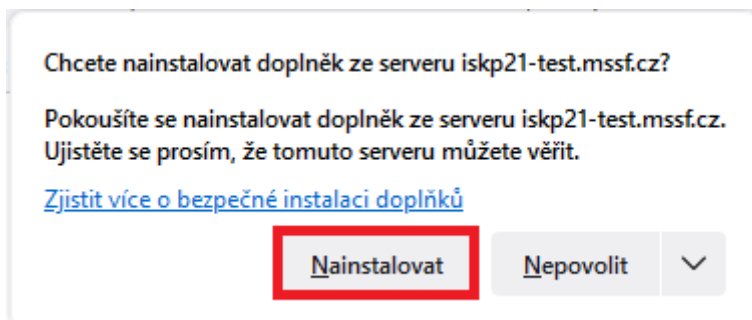 Chcete nainstalovat doplněk ze serveru iskp21-test.mssf.cz?
Pokoušíte se nainstalovat doplněk ze serveru iskp21-test.mssf.cz.
Ujistěte se prosím, že tomuto serveru můžete věřit.
Zjistit více o bezpečné instalaci doplňků
Nainstalovat Nepovolit